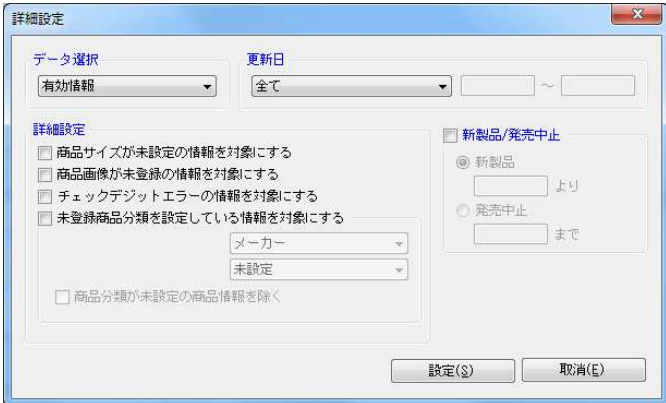 詳細設定
データ選択
更新日
有効情報
全て
～
詳細設定
商品サイズが未設定の情報を対象にする
商品画像が未登録の情報を対象にする
チェックデジットエラーの情報を対象にする
未登録商品分類を設定している情報を対象にする
メーカー
未設定
商品分類が未設定の商品情報を除く
新製品/発売中止
新製品
より
発売中止
まで
設定(S)
取消(E)